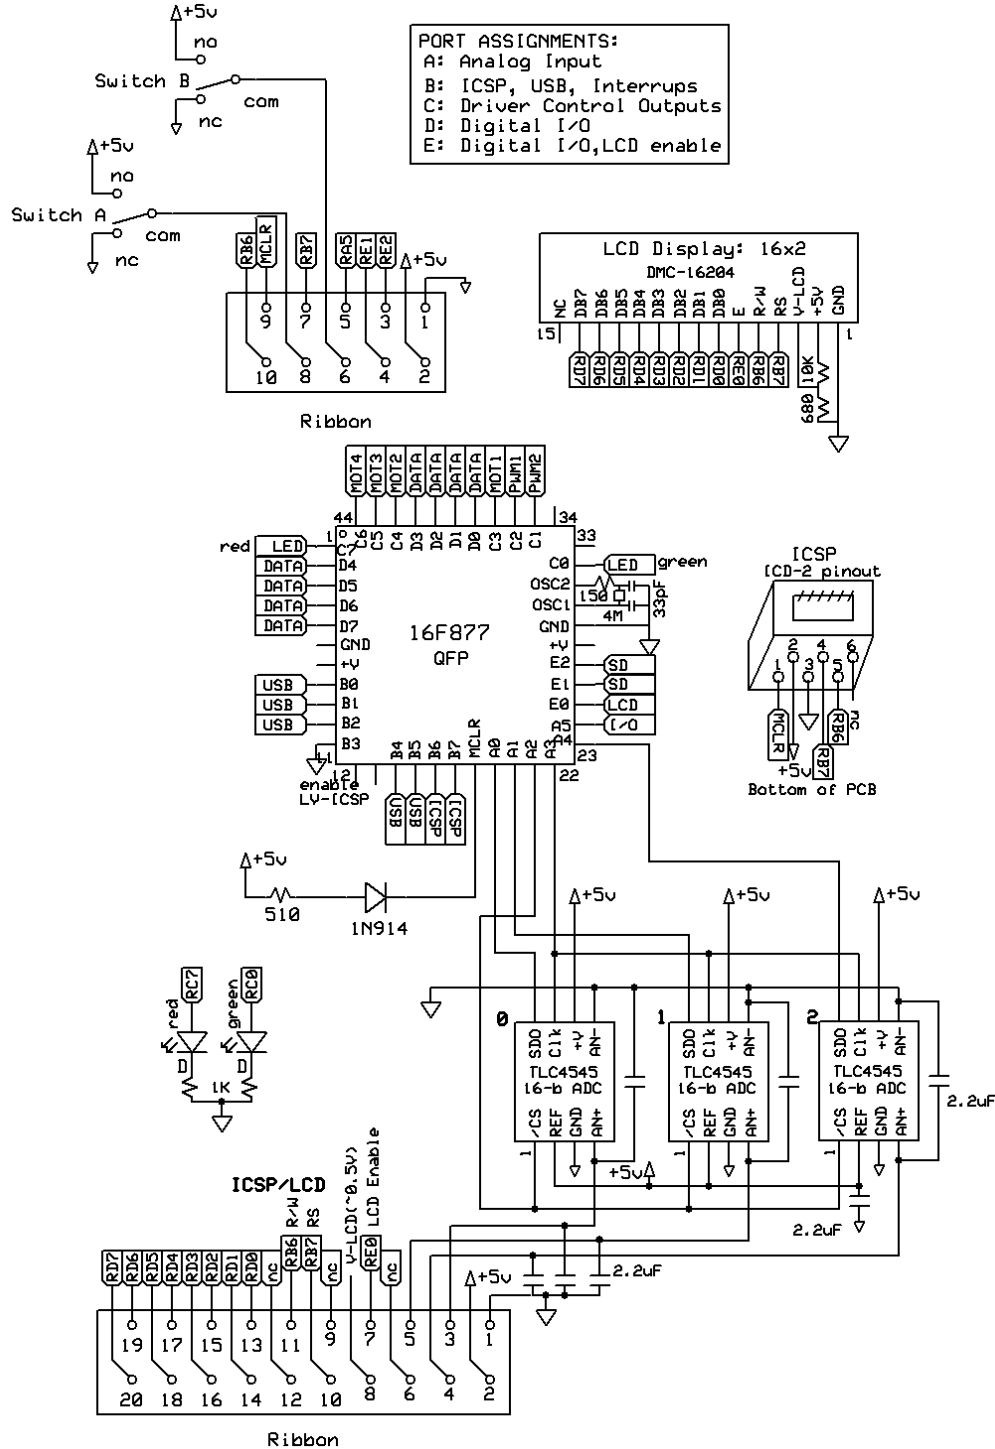 +5v
no
Switch B
com
nc
+5v
no
Switch A
com
nc
PORT ASSIGNMENTS:
A: Analog Input
B: ICSP, USB, Interrups
C: Driver Control Outputs
D: Digital I/O
E: Digital I/O,LCD enable
RB6
MCLR
RB7
RA5
RE1
RE2
+5v
9
7
5
3
1
10
8
6
4
2
Ribbon
LCD Display: 16x2
DMC-16204
NC
DB7
DB6
DB5
DB4
DB3
DB2
DB1
DB0
E
R/W
RS
V-LCD
+5V
GND
15
1
RD7
RD6
RD5
RD4
RD3
RD2
RD1
RD0
RE0
RB6
RB7
10K
680
MOT4
MOT3
MOT2
DATA
DATA
DATA
DATA
MOT1
PWM1
PWM2
44
34
1
33
C6
C5
C4
D3
D2
D1
D0
C3
C2
C1
red
LED
C7
DATA
D4
DATA
D5
DATA
D6
DATA
D7
GND
+V
USB
B0
USB
B1
USB
B2
B3
11
12
enable
LV-ICSP
16F877
QFP
C0
LED
green
OSC2
150
OSC1
4M
33pF
GND
+V
E2
SD
E1
SD
E0
LCD
A5
I/O
A4
23
22
B4
B5
B6
B7
MCLR
A0
A1
A2
A3
USB
USB
ICSP
ICSP
ICSP
ICD-2 pinout
2
4
6
1
3
5
MCLR
+5v
RB7
RB6
nc
Bottom of PCB
+5v
510
1N914
+5v
+5v
+5v
0
SDO
Clk
+V
AN-
TLC4545
16-b ADC
/CS
REF
GND
AN+
1
1
SDO
Clk
+V
AN-
TLC4545
16-b ADC
/CS
REF
GND
AN+
1
2
SDO
Clk
+V
AN-
TLC4545
16-b ADC
/CS
REF
GND
AN+
1
2.2uF
+5v
2.2uF
2.2uF
RC7
red
D
RC0
green
D
1K
ICSP/LCD
R/W
RS
V-LCD(~0.5V)
LCD Enable
RD7
RD6
RD5
RD4
RD3
RD2
RD1
RD0
nc
RB6
RB7
nc
RE0
nc
+5v
19
17
15
13
11
9
7
5
3
1
20
18
16
14
12
10
8
6
4
2
Ribbon